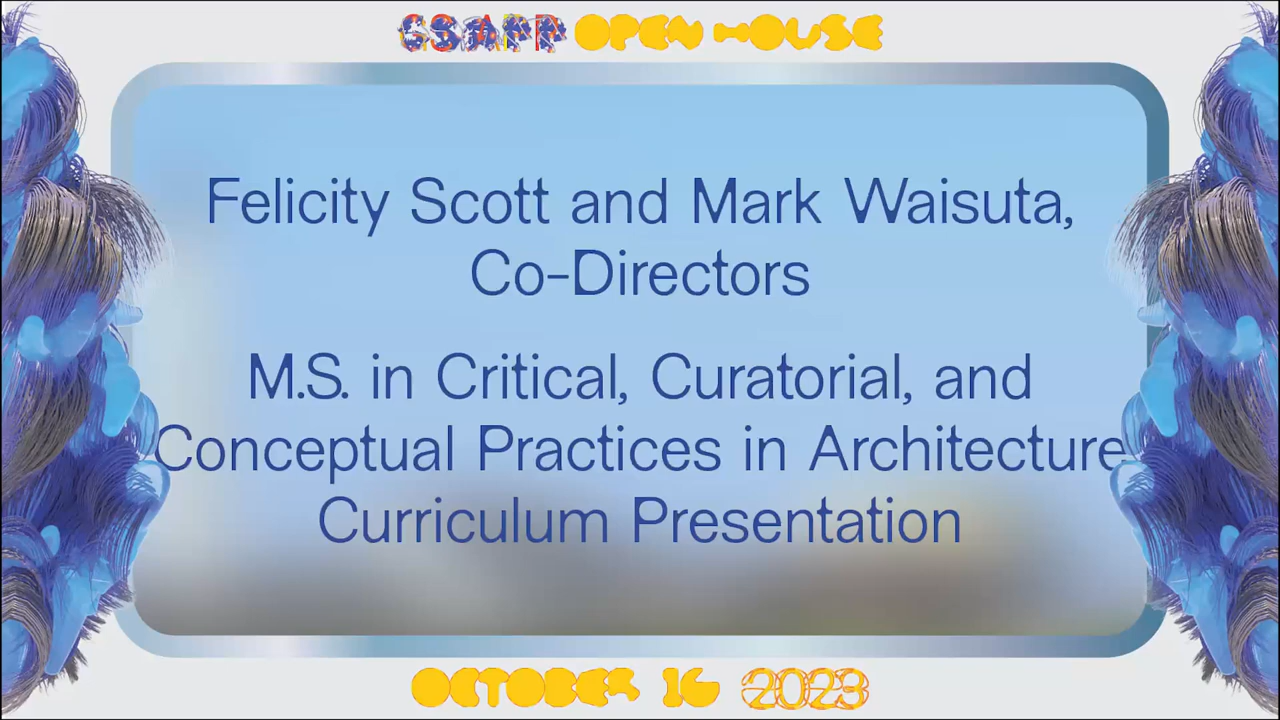 GSAPP OPEN HOUSE
Felicity Scott and Mark Waisuta,
Co-Directors
M.S. in Critical, Curatorial, and
Conceptual Practices in Architecture
Curriculum Presentation
OCTOBER 16 2023